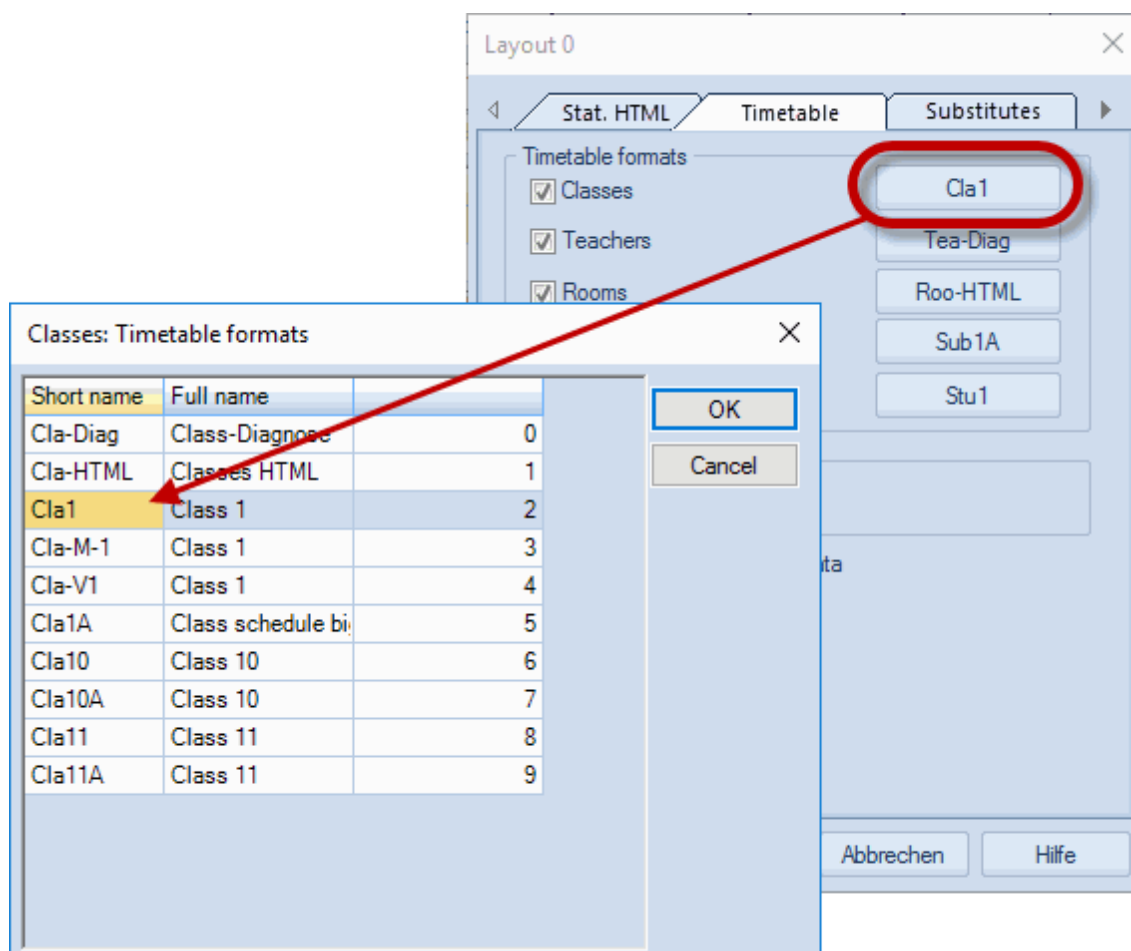 Layout 0
Stat. HTML Timetable Substitutes
Timetable formats
Classes Cla1
Teachers Tea-Diag
Rooms Roo-HTML
Sub1A
Stu1
ata
Abbrechen Hilfe
Classes: Timetable formats
Short name Full name
Cla-Diag Class-Diagnose 0
Cla-HTML Classes HTML 1
Cla1 Class 1 2
Cla-M-1 Class 1 3
Cla-V1 Class 1 4
Cla1A Class schedule bi 5
Cla10 Class 10 6
Cla10A Class 10 7
Cla11 Class 11 8
Cla11A Class 11 9
OK
Cancel